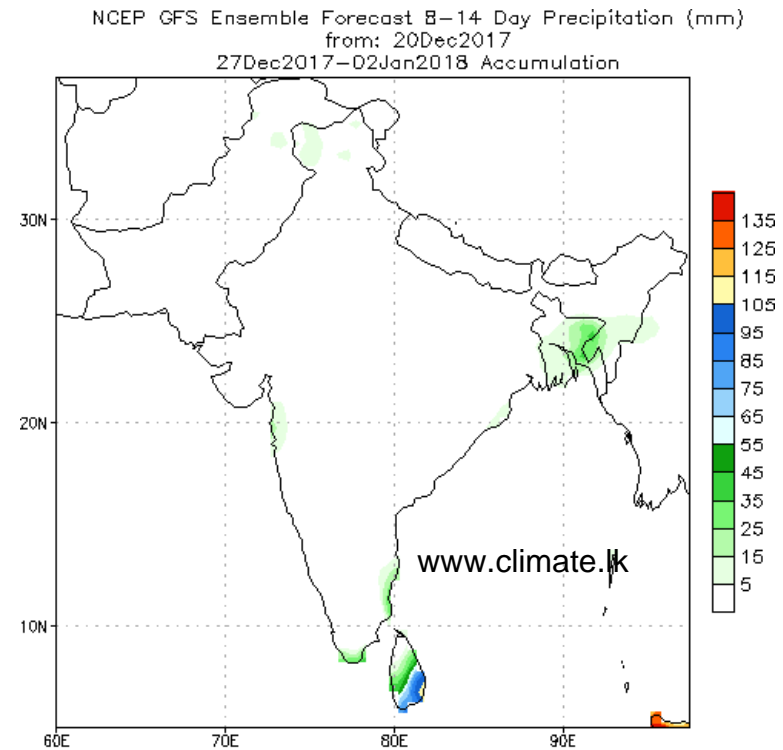 NCEP GFS Ensemble Forecast 8-14 Day Precipitation (mm)
from: 20Dec2017
27Dec2017-02Jan2018 Accumulation
30N
20N
10N
60E
70E
80E
90E
www.climate.lk
135
125
115
105
95
85
75
65
55
45
35
25
15
5